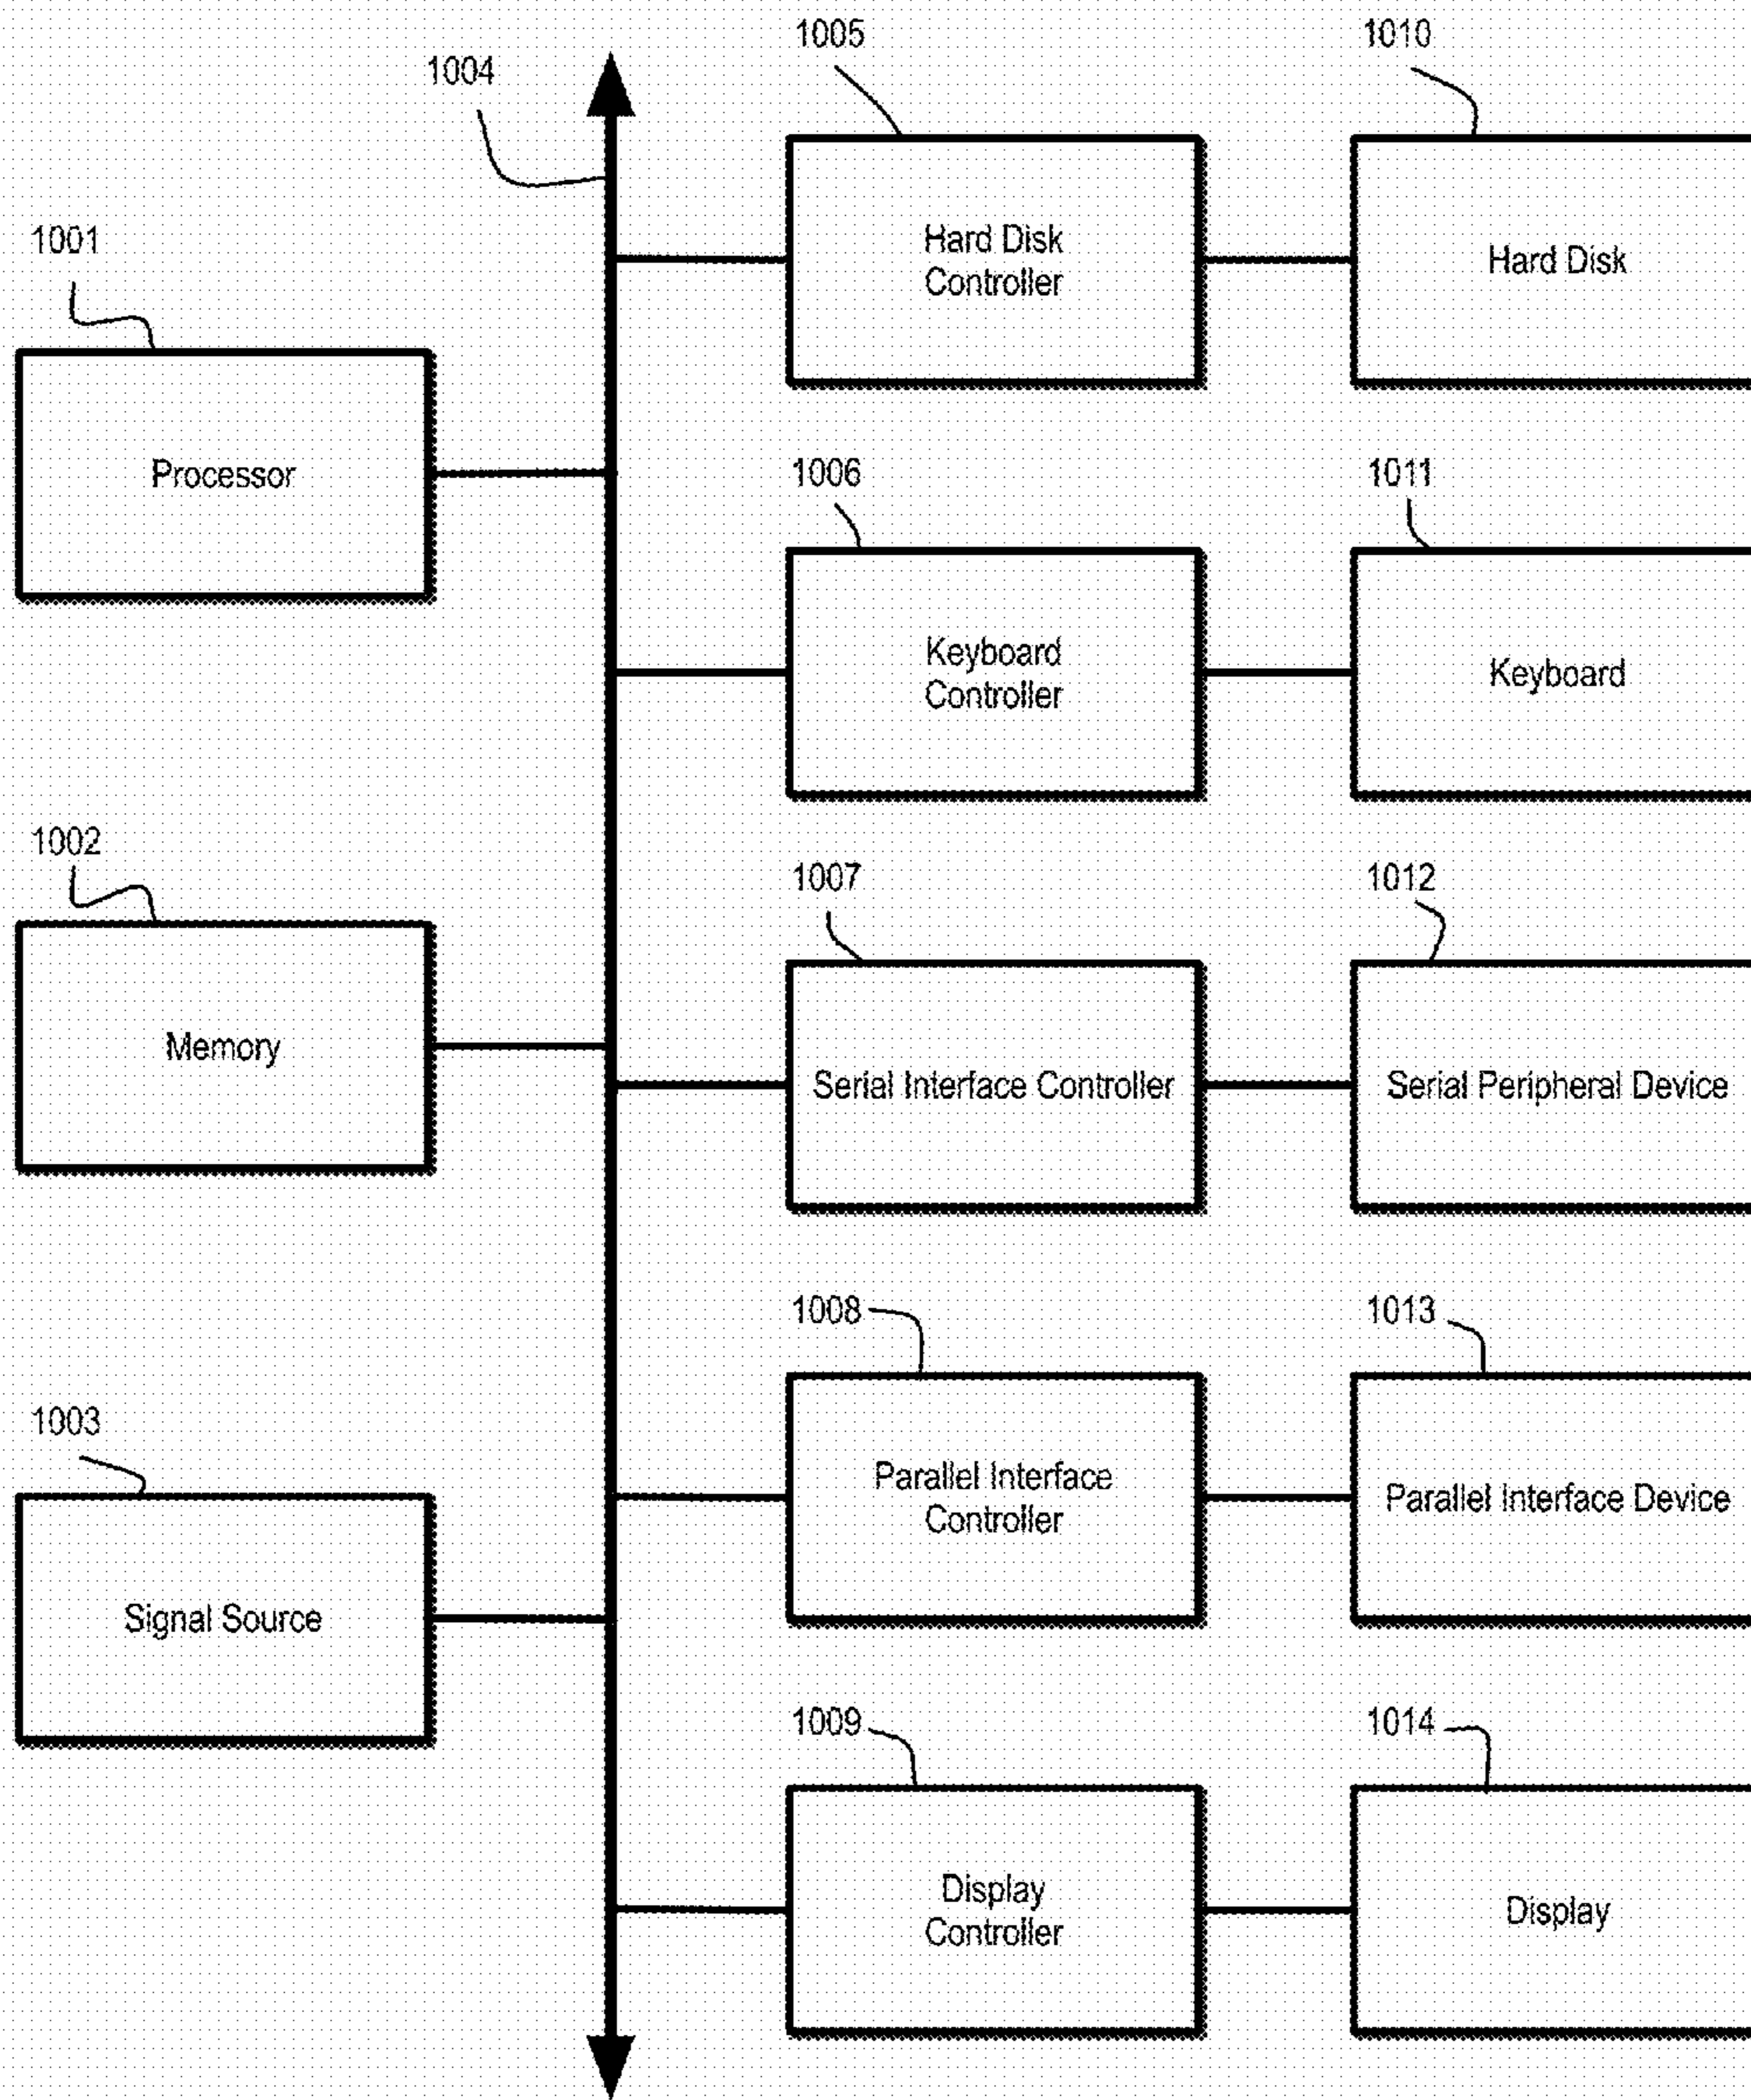 1005
1010
1004
1001
Hard Disk
Controller
Hard Disk
Processor
1006
1011
Keyboard
Controller
Keyboard
1002
1007
1012
Memory
Serial Interface Controller
Serial Peripheral Device
1008
1013
1003
Parallel Interface
Controller
Parallel Interface Device
Signal Source
1009
1014
Display
Controller
Display